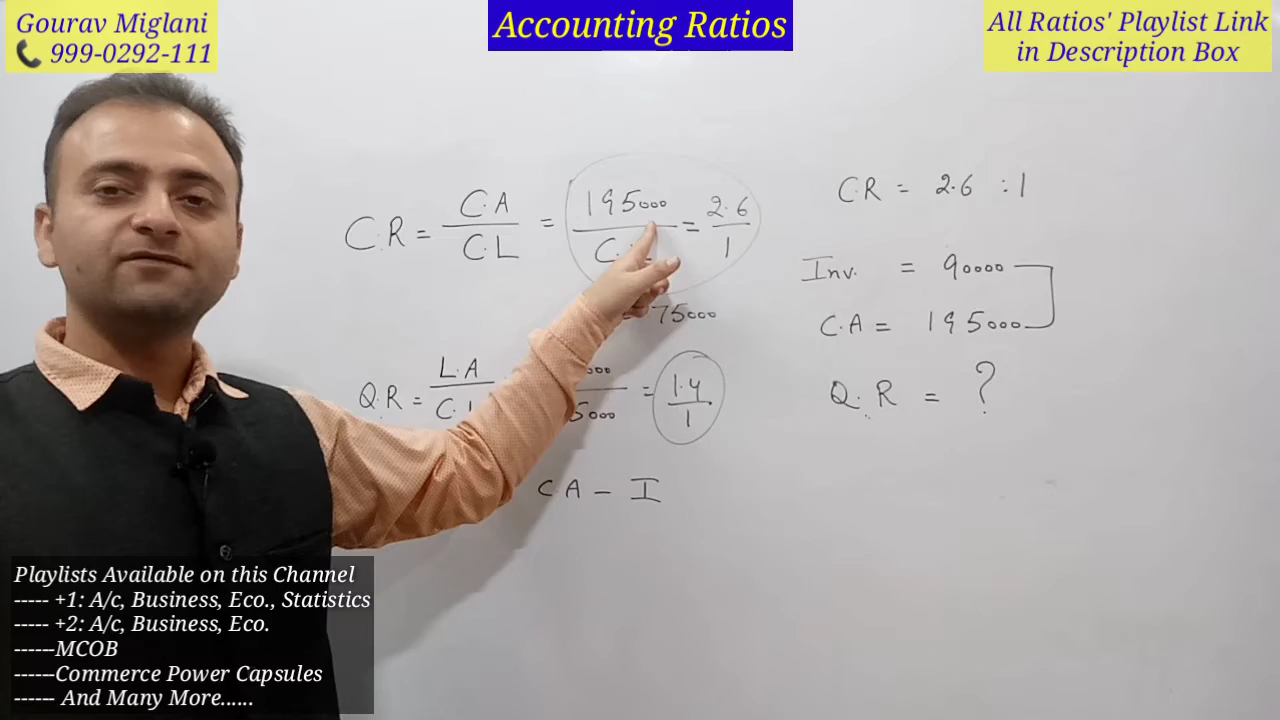 Gourav Miglani
📞 999-0292-111
Accounting Ratios
All Ratios' Playlist Link
in Description Box
C.R = C.A / C.L = 195000 / C. = 2.6 / 1
= 75000
Q.R = L.A / C. 000 / 5000 = 1.4 / 1
C A - I
C.R = 2.6 : 1
Inv. = 90000
C.A = 195000
Q.R = ?
Playlists Available on this Channel
----- +1: A/c, Business, Eco., Statistics
----- +2: A/c, Business, Eco.
------MCOB
------Commerce Power Capsules
------ And Many More......